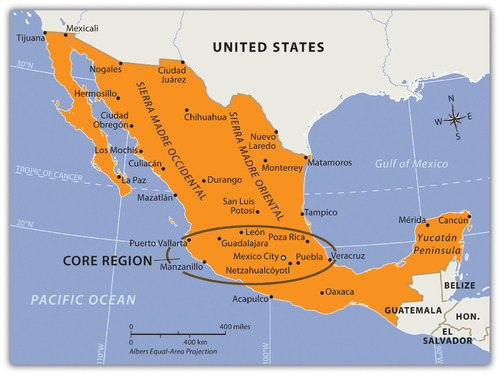 Tijuana
Mexicali
UNITED STATES
Nogales
Ciudad
Juárez
30°N
30°N
Hermosillo
Ciudad
Obregón
Chihuahua
SIERRA MADRE OCCIDENTAL
SIERRA MADRE ORIENTAL
Nuevo
Laredo
N
W
E
S
Los Mochis
Culiacán
Monterrey
Matamoros
Gulf of Mexico
TROPIC OF CANCER
La Paz
Durango
Mazatlán
San Luis
Potosí
Tampico
20°N
Mérida
Cancún
Yucatán
Peninsula
Puerto Vallarta
León
Poza Rica
Guadalajara
CORE REGION
Mexico City
Puebla
Veracruz
Manzanillo
Netzahualcóyotl
BELIZE
PACIFIC OCEAN
Acapulco
Oaxaca
GUATEMALA
HON.
EL
SALVADOR
0
400 miles
0
400 km
Albers Equal-Area Projection
110°W
100°W
90°W